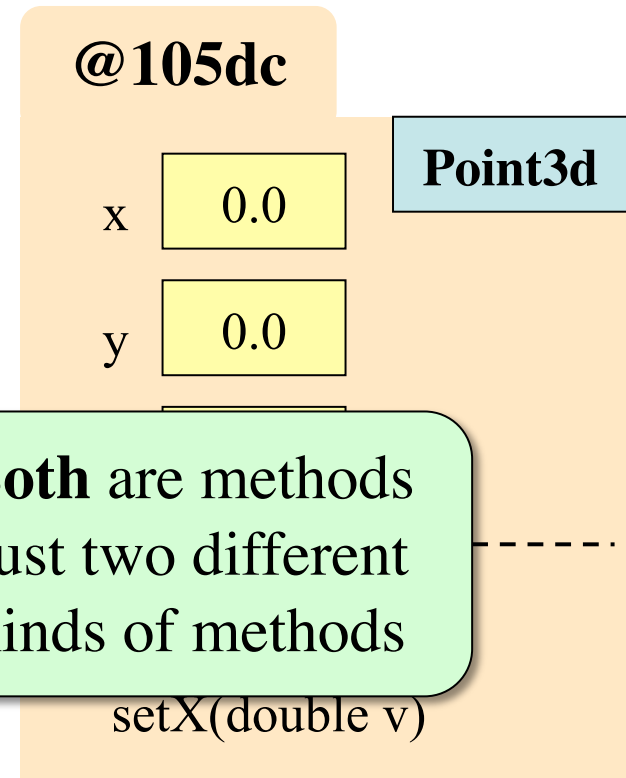 @105dc
Point3d
x 0.0
y 0.0
are methods
two different
of methods
setX(double v)